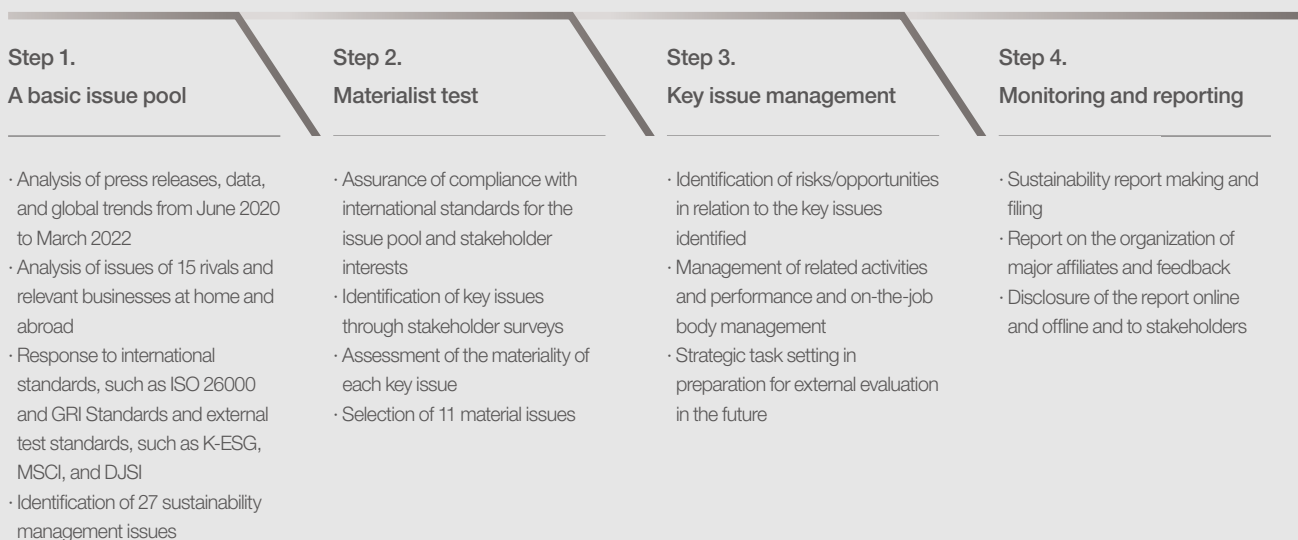 Step 1.
A basic issue pool
· Analysis of press releases, data,
and global trends from June 2020
to March 2022
· Analysis of issues of 15 rivals and
relevant businesses at home and
abroad
· Response to international
standards, such as ISO 26000
and GRI Standards and external
test standards, such as K-ESG,
MSCI, and DJSI
· Identification of 27 sustainability
management issues
Step 2.
Materialist test
· Assurance of compliance with
international standards for the
issue pool and stakeholder
interests
· Identification of key issues
through stakeholder surveys
· Assessment of the materiality of
each key issue
· Selection of 11 material issues
Step 3.
Key issue management
· Identification of risks/opportunities
in relation to the key issues
identified
· Management of related activities
and performance and on-the-job
body management
· Strategic task setting in
preparation for external evaluation
in the future
Step 4.
Monitoring and reporting
· Sustainability report making and
filing
· Report on the organization of
major affiliates and feedback
· Disclosure of the report online
and offline and to stakeholders